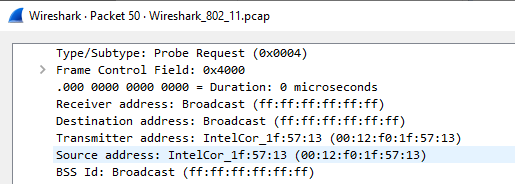 Wireshark · Packet 50 · Wireshark_802_11.pcap
Type/Subtype: Probe Request (0x0004)
Frame Control Field: 0x4000
.000 0000 0000 0000 = Duration: 0 microseconds
Receiver address: Broadcast (ff:ff:ff:ff:ff:ff)
Destination address: Broadcast (ff:ff:ff:ff:ff:ff)
Transmitter address: IntelCor_1f:57:13 (00:12:f0:1f:57:13)
Source address: IntelCor_1f:57:13 (00:12:f0:1f:57:13)
BSS Id: Broadcast (ff:ff:ff:ff:ff:ff)